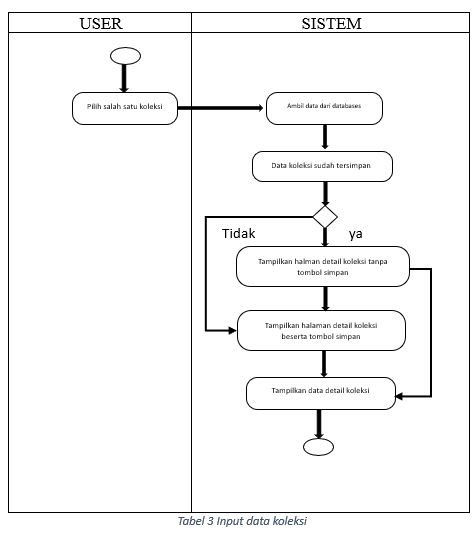 USER
SISTEM
Pilih salah satu koleksi
Ambil data dari databases
Data koleksi sudah tersimpan
Tidak
ya
Tampilkan halman detail koleksi tanpa
tombol simpan
Tampilkan halaman detail koleksi
beserta tombol simpan
Tampilkan data detail koleksi
Tabel 3 Input data koleksi